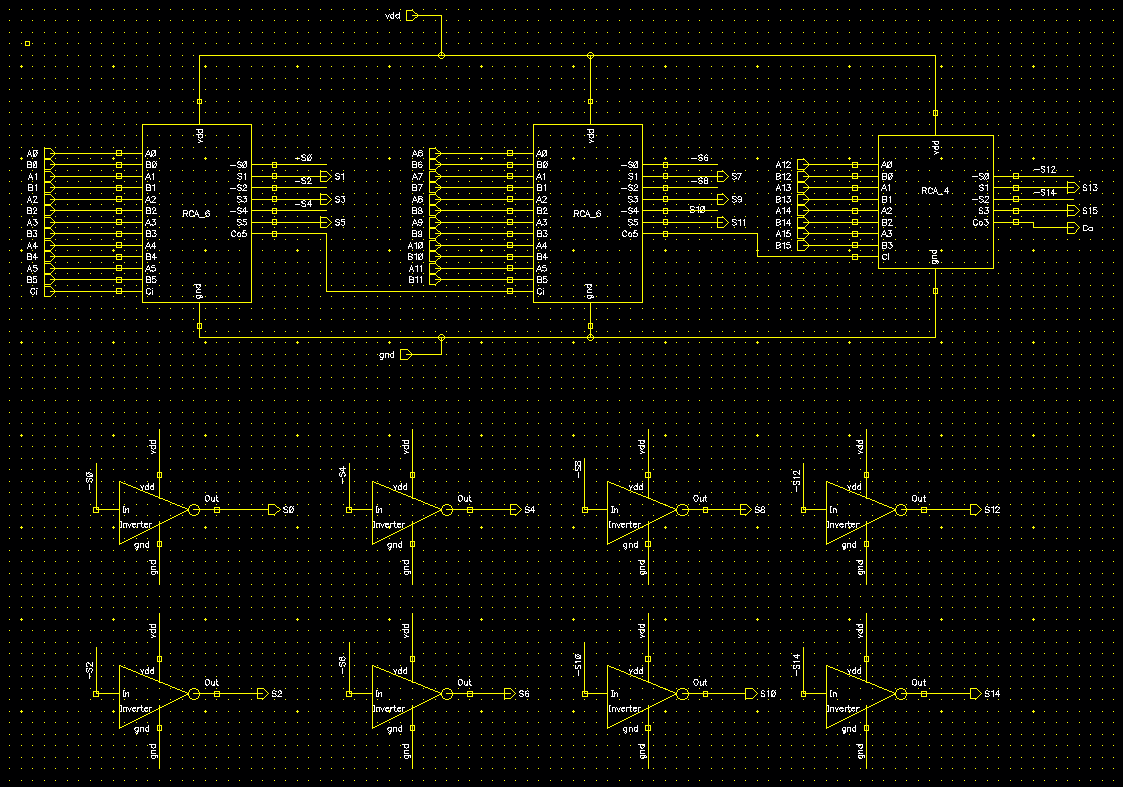 vdd
vdd
vdd
vdd
A0 A0 -S0 +S0
B0 B0 S1 S1
A1 A1 -S2 -S2
B1 B1 S3 S3
A2 A2 -S4 -S4
B2 B2 S5 S5
A3 A3 Co5
B3 B3
A4 A4
B4 B4
A5 A5
B5 B5
Ci Ci
RCA_6
gnd
A6 A0 -S0 -S6
B6 B0 S1 S7
A7 A1 -S2 -S8
B7 B1 S3 S9
A8 A2 -S4 S10
B8 B2 S5 S11
A9 A3 Co5
B9 B3
A10 A4
B10 B4
A11 A5
B11 B5
Ci
RCA_6
gnd
A12 A0 -S0 -S12
B12 B0 S1 S13
A13 A1 -S2 -S14
B13 B1 S3 S15
A14 A2 Co3 Co
B14 B2
A15 A3
B15 B3
Ci
RCA_4
gnd
gnd
-S0 vdd vdd In Inverter Out S0 gnd gnd
-S4 vdd vdd In Inverter Out S4 gnd gnd
-S8 vdd vdd In Inverter Out S8 gnd gnd
-S12 vdd vdd In Inverter Out S12 gnd gnd
-S2 vdd vdd In Inverter Out S2 gnd gnd
-S6 vdd vdd In Inverter Out S6 gnd gnd
-S10 vdd vdd In Inverter Out S10 gnd gnd
-S14 vdd vdd In Inverter Out S14 gnd gnd